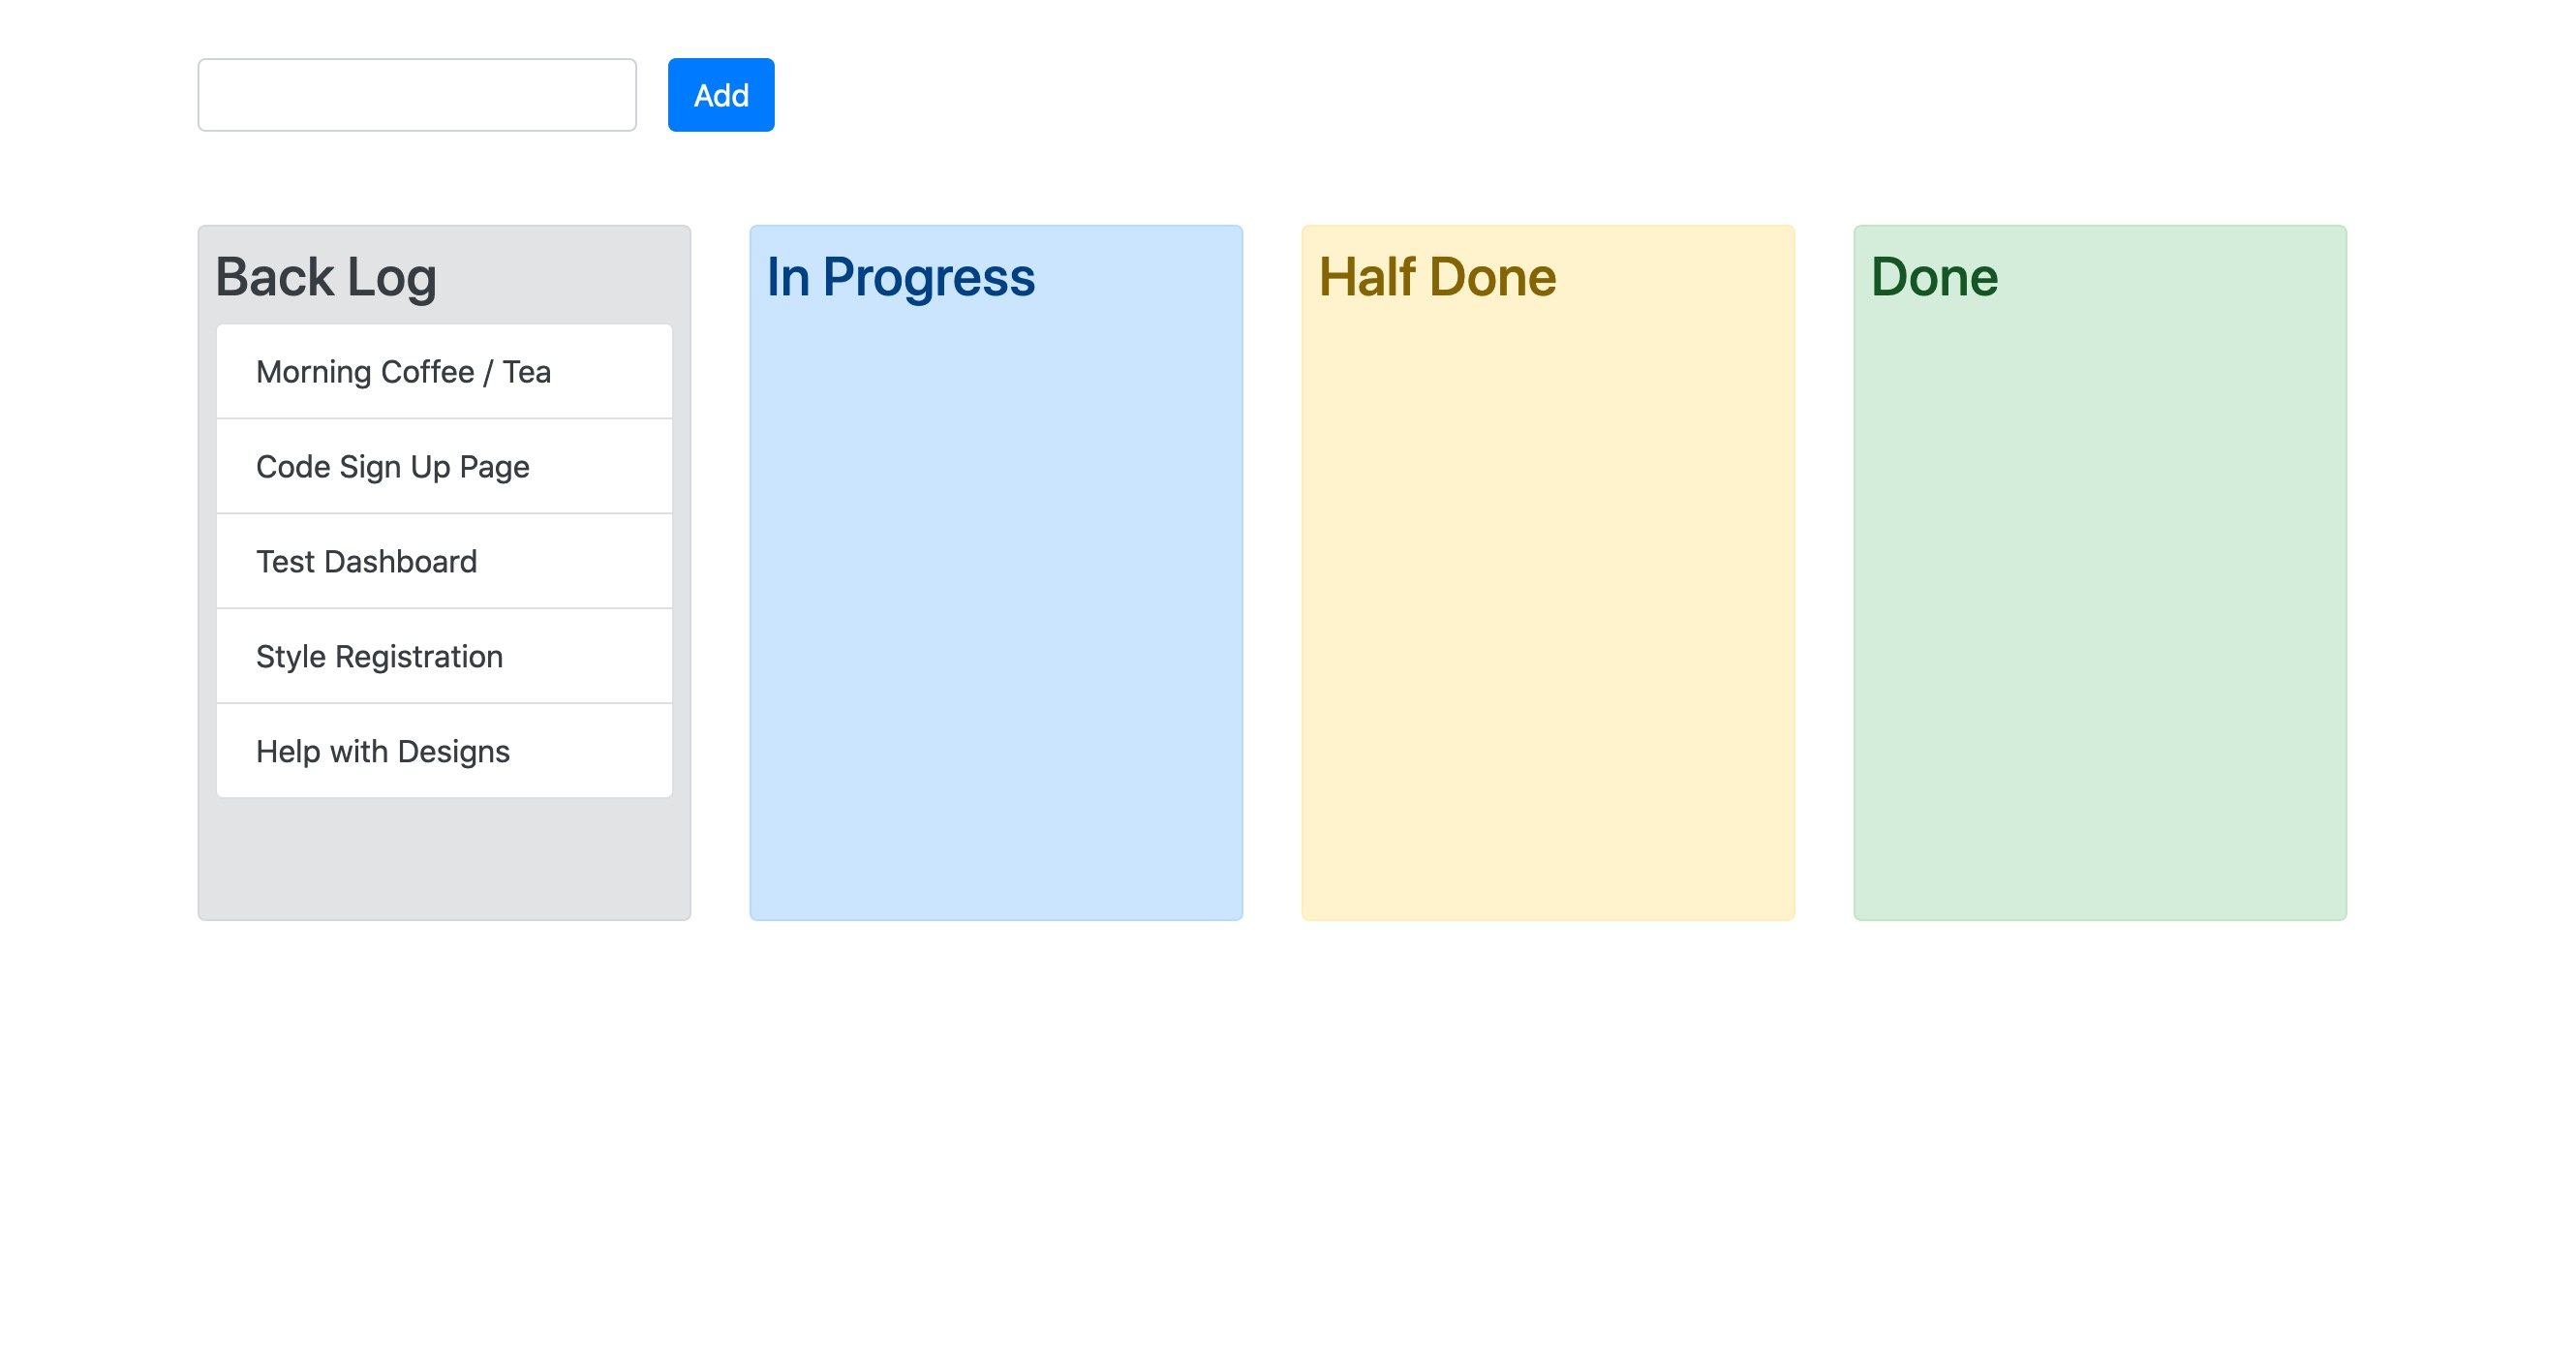 Add
Back Log
Morning Coffee / Tea
Code Sign Up Page
Test Dashboard
Style Registration
Help with Designs
In Progress
Half Done
Done